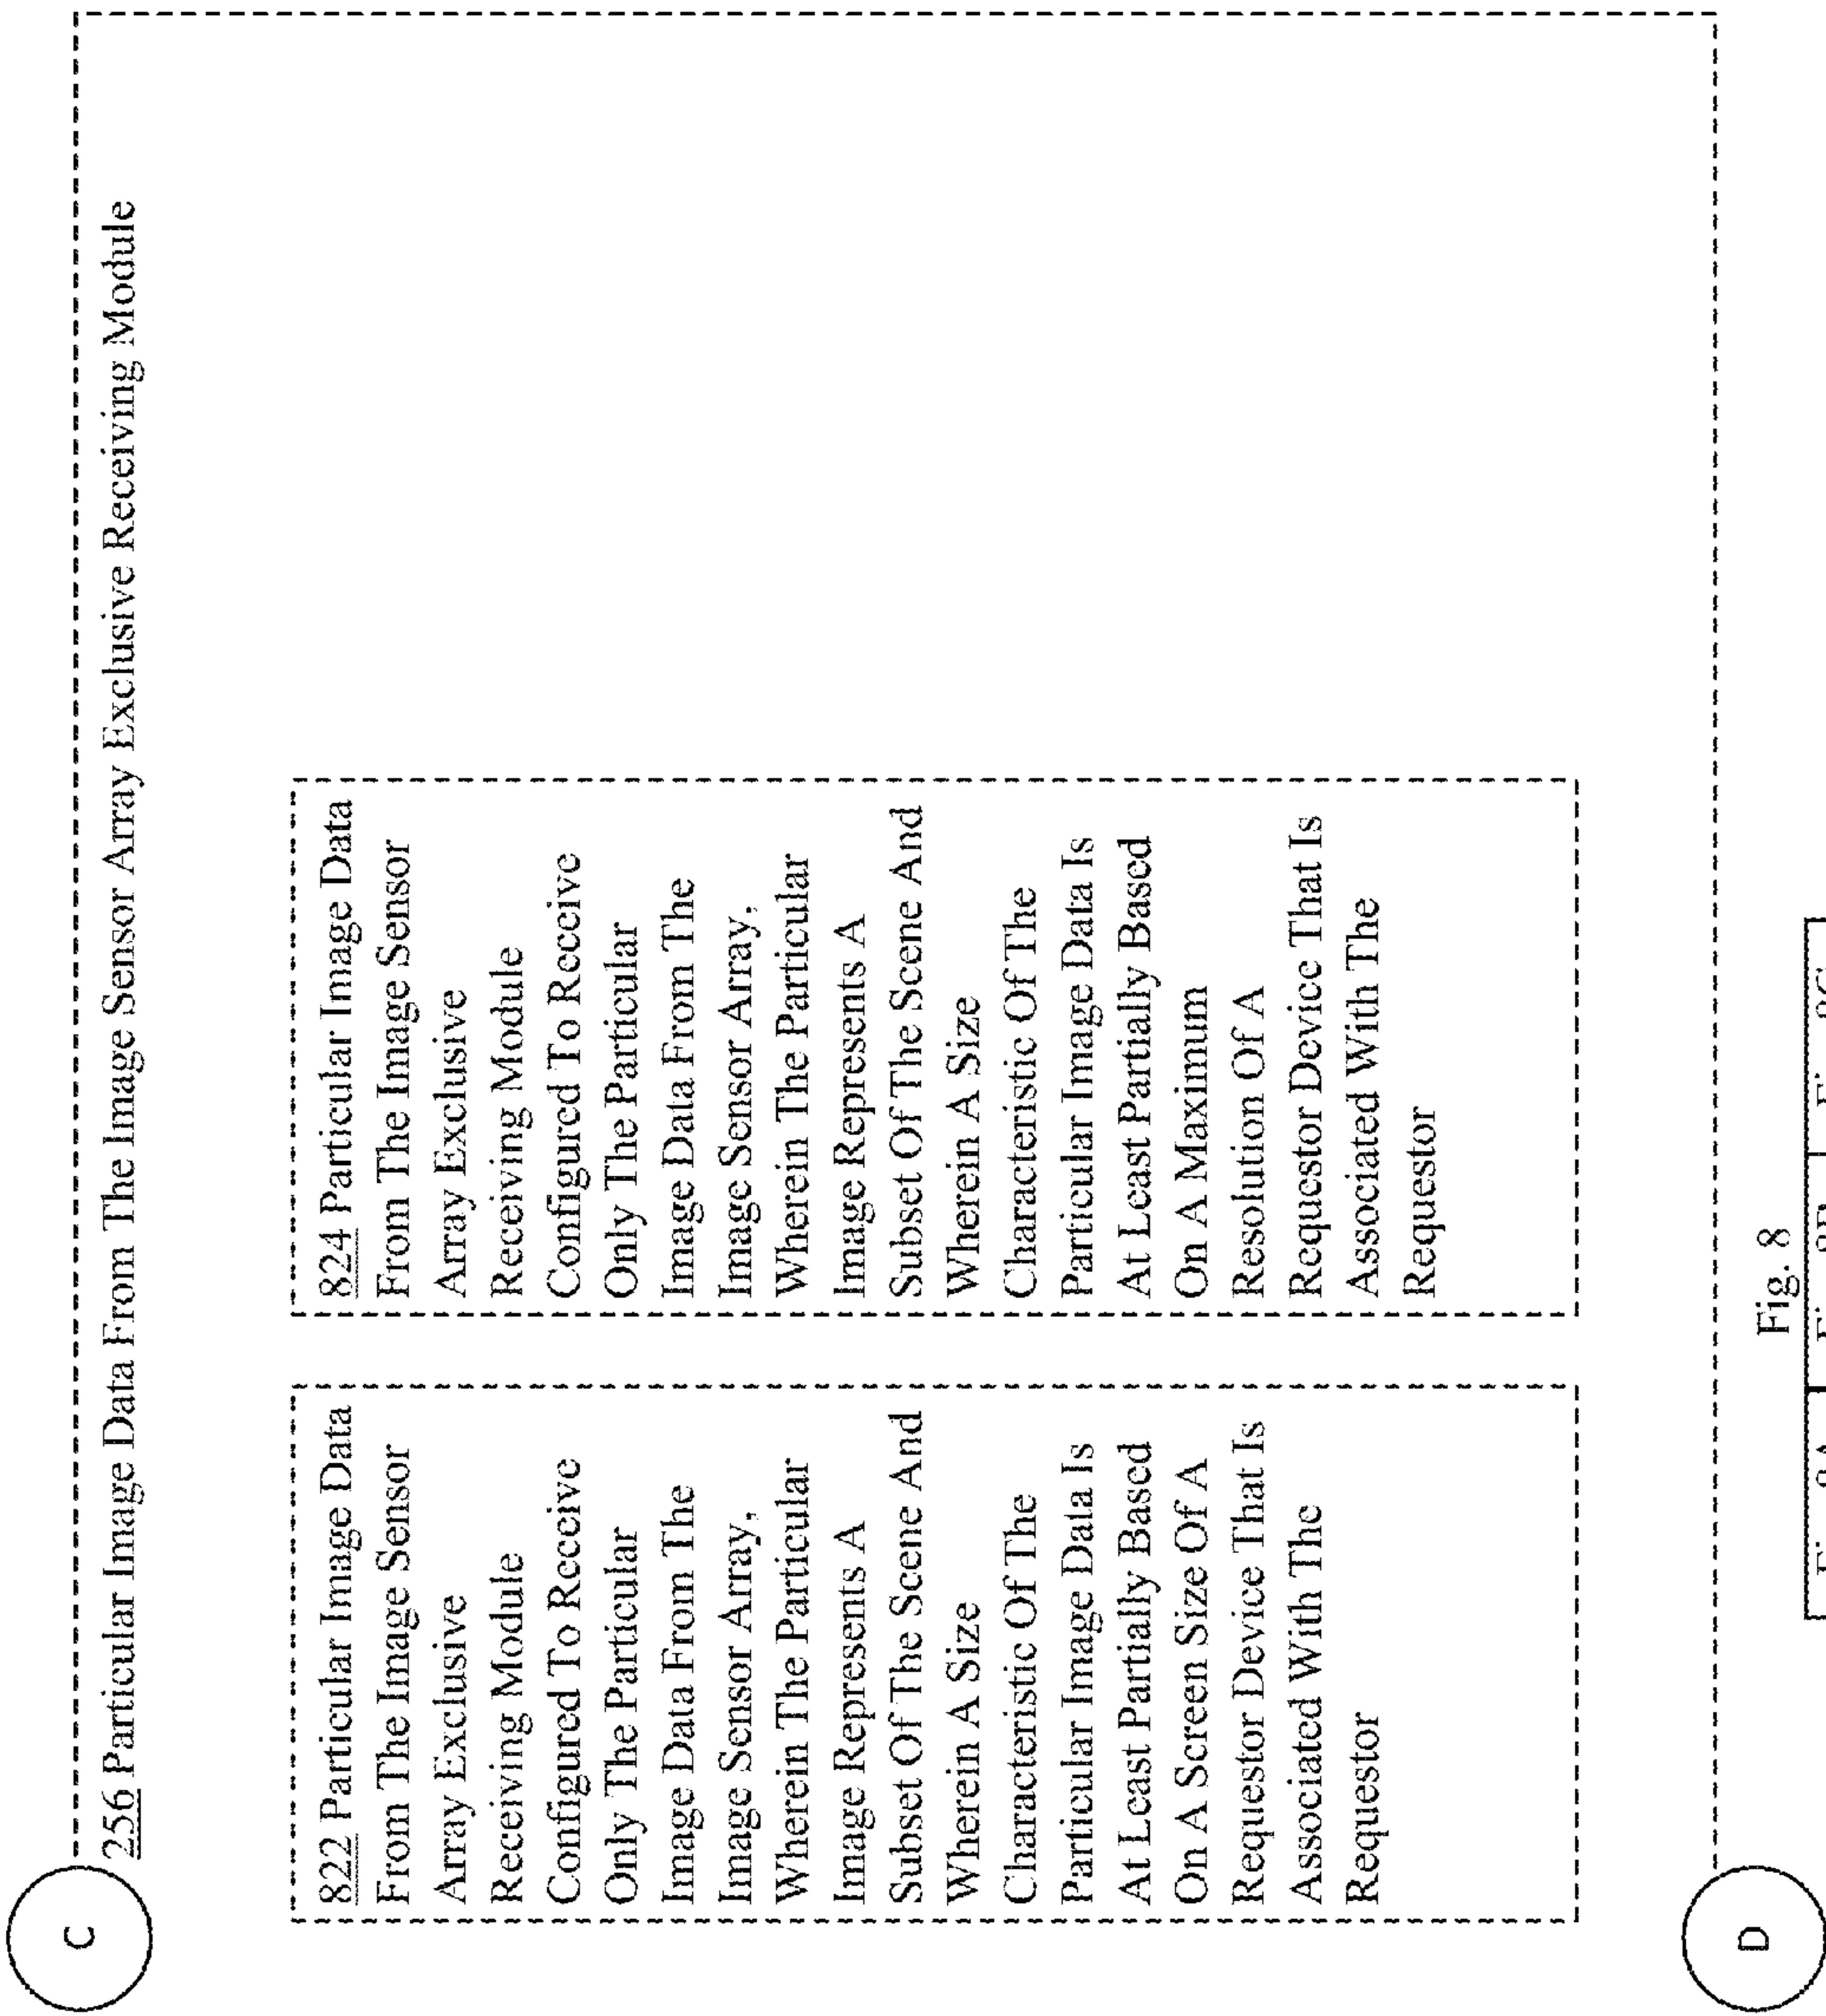 C
256 Particular Image Data From The Image Sensor Array Exclusive Receiving Module
822 Particular Image Data
From The Image Sensor
Array Exclusive
Receiving Module
Configured To Receive
Only The Particular
Image Data From The
Image Sensor Array,
Wherein The Particular
Image Represents A
Subset Of The Scene And
Wherein A Size
Characteristic Of The
Particular Image Data Is
At Least Partially Based
On A Screen Size Of A
Requestor Device That Is
Associated With The
Requestor
824 Particular Image Data
From The Image Sensor
Array Exclusive
Receiving Module
Configured To Receive
Only The Particular
Image Data From The
Image Sensor Array,
Wherein The Particular
Image Represents A
Subset Of The Scene And
Wherein A Size
Characteristic Of The
Particular Image Data Is
At Least Partially Based
On A Maximum
Resolution Of A
Requestor Device That Is
Associated With The
Requestor
D
Fig. 8